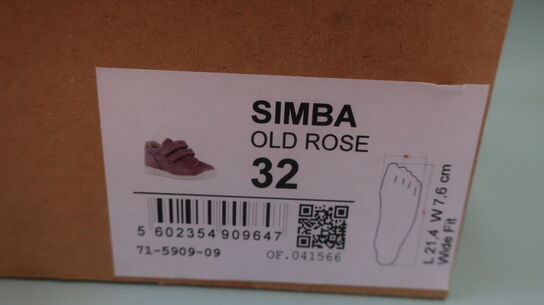 SIMBA
OLD ROSE
32
5 602354 909647
71-5909-09
OF.041566
L 21,4 W 7,6 cm
Wide Fit